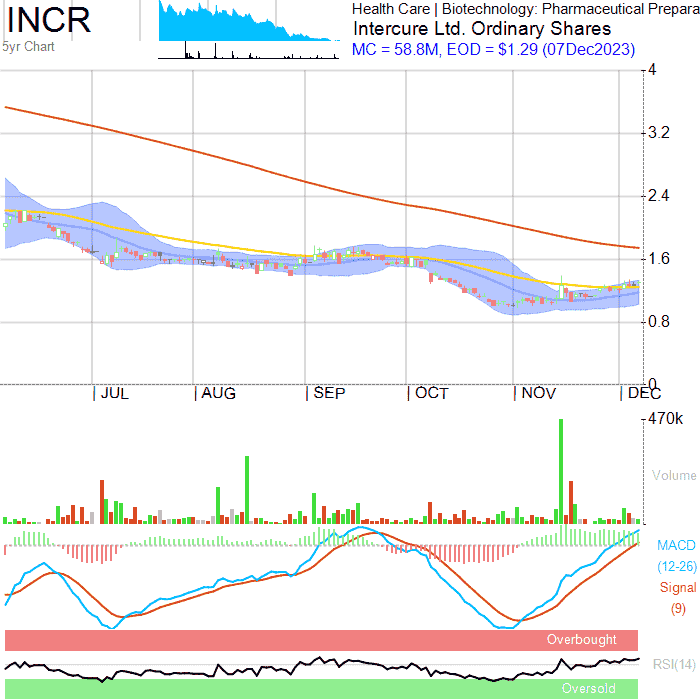 INCR
5yr Chart
Health Care | Biotechnology: Pharmaceutical Prepara
Intercure Ltd. Ordinary Shares
MC = 58.8M, EOD = $1.29 (07Dec2023)
4
3.2
2.4
1.6
0.8
0
JUL AUG SEP OCT NOV DEC
470k
Volume
MACD
(12-26)
Signal
(9)
Overbought
RSI(14)
Oversold